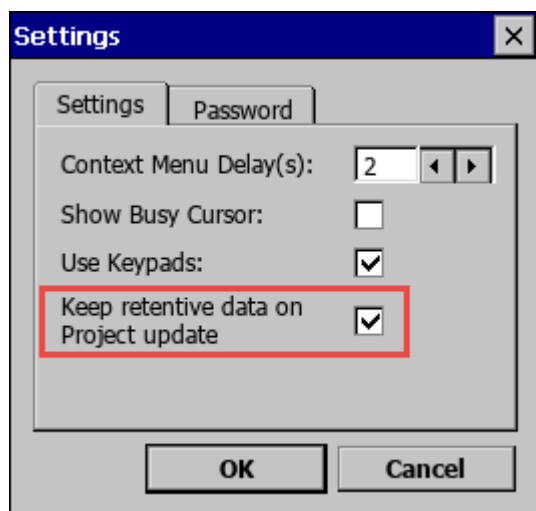 Settings
Settings
Password
Context Menu Delay(s):
2
Show Busy Cursor:
Use Keypads:
Keep retentive data on
Project update
OK
Cancel